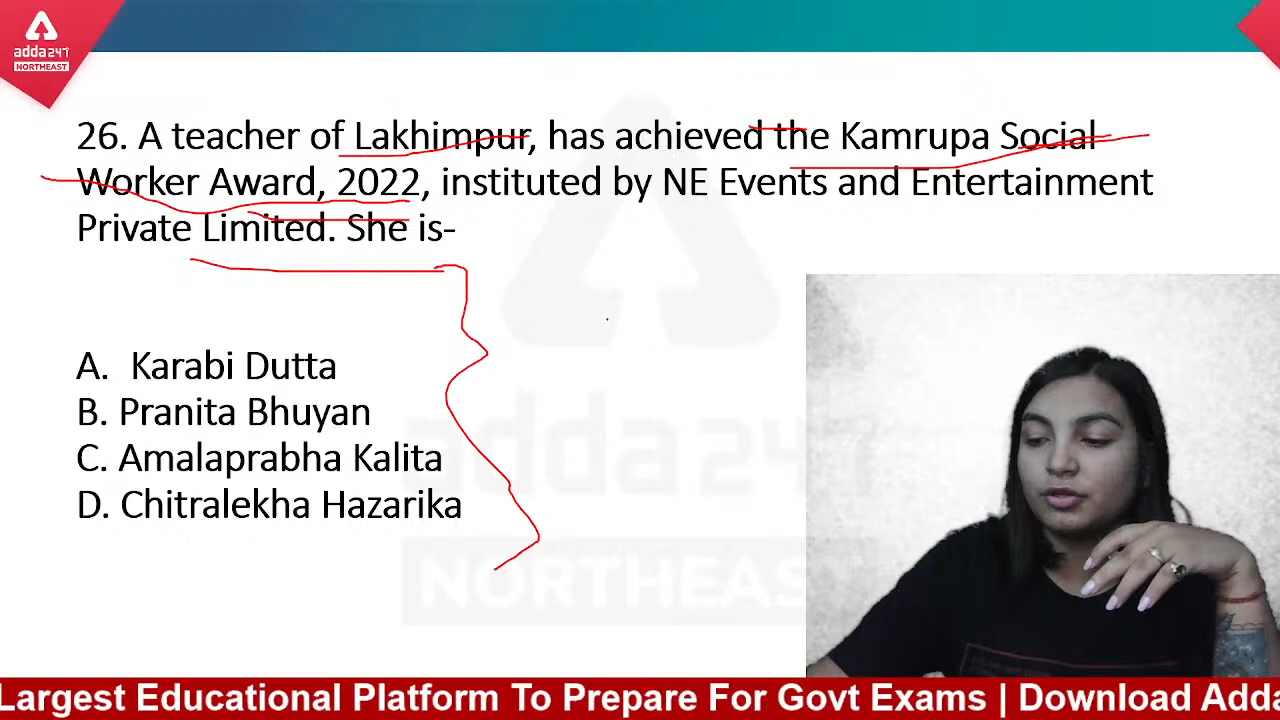 adda247
NORTHEAST
26. A teacher of Lakhimpur, has achieved the Kamrupa Social
Worker Award, 2022, instituted by NE Events and Entertainment
Private Limited. She is-
A. Karabi Dutta
B. Pranita Bhuyan
C. Amalaprabha Kalita
D. Chitralekha Hazarika
adda247
NORTHEAST
Largest Educational Platform To Prepare For Govt Exams | Download Adda